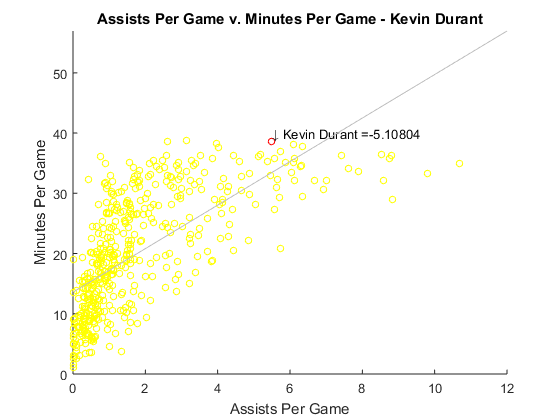 Assists Per Game v. Minutes Per Game - Kevin Durant
50
40
30
20
10
0
Minutes Per Game
Kevin Durant =-5.10804
0 2 4 6 8 10 12
Assists Per Game